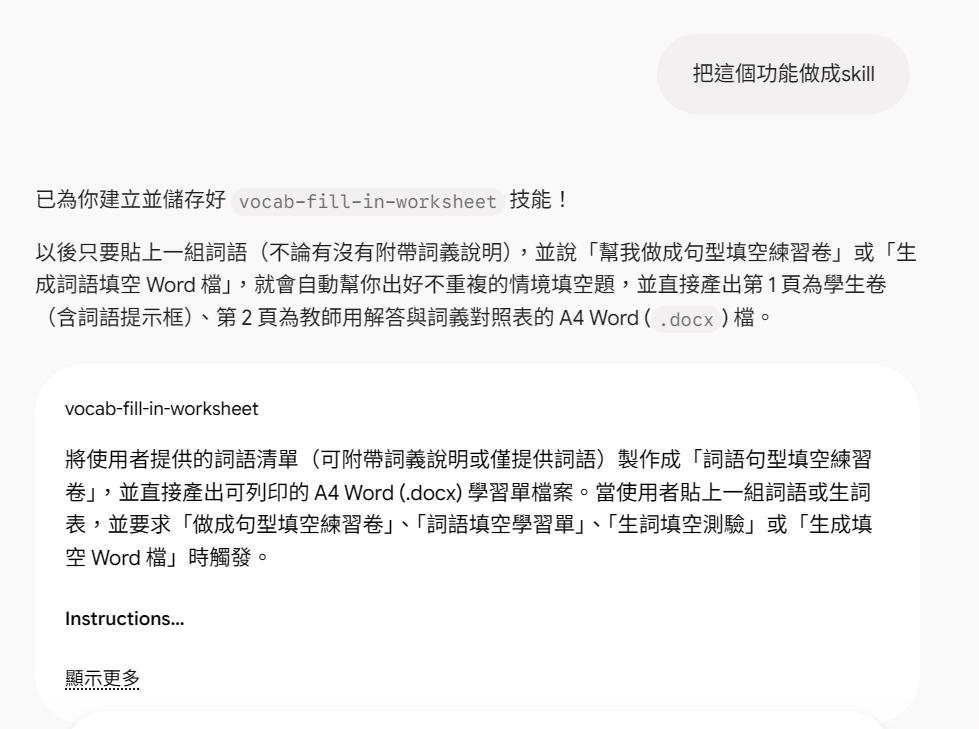 把這個功能做成skill
已為你建立並儲存好 vocab-fill-in-worksheet 技能！
以後只要貼上一組詞語（不論有沒有附帶詞義說明），並說「幫我做成句型填空練習卷」或「生
成詞語填空 Word 檔」，就會自動幫你出好不重複的情境填空題，並直接產出第 1 頁為學生卷
（含詞語提示框）、第 2 頁為教師用解答與詞義對照表的 A4 Word ( .docx ) 檔。
vocab-fill-in-worksheet
將使用者提供的詞語清單（可附帶詞義說明或僅提供詞語）製作成「詞語句型填空練習
卷」，並直接產出可列印的 A4 Word (.docx) 學習單檔案。當使用者貼上一組詞語或生詞
表，並要求「做成句型填空練習卷」、「詞語填空學習單」、「生詞填空測驗」或「生成填
空 Word 檔」時觸發。
Instructions...
顯示更多